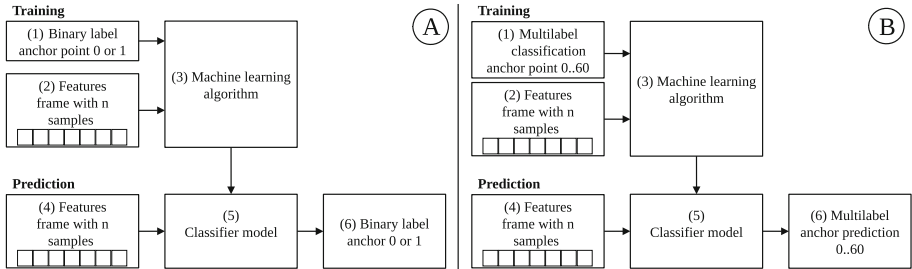 Training
A
(1) Binary label
anchor point 0 or 1
(2) Features
frame with n
samples
(3) Machine learning
algorithm
Prediction
(4) Features
frame with n
samples
(5)
Classifier model
(6) Binary label
anchor 0 or 1
Training
B
(1) Multilabel
classification
anchor point 0..60
(2) Features
frame with n
samples
(3) Machine learning
algorithm
Prediction
(4) Features
frame with n
samples
(5)
Classifier model
(6) Multilabel
anchor prediction
0..60